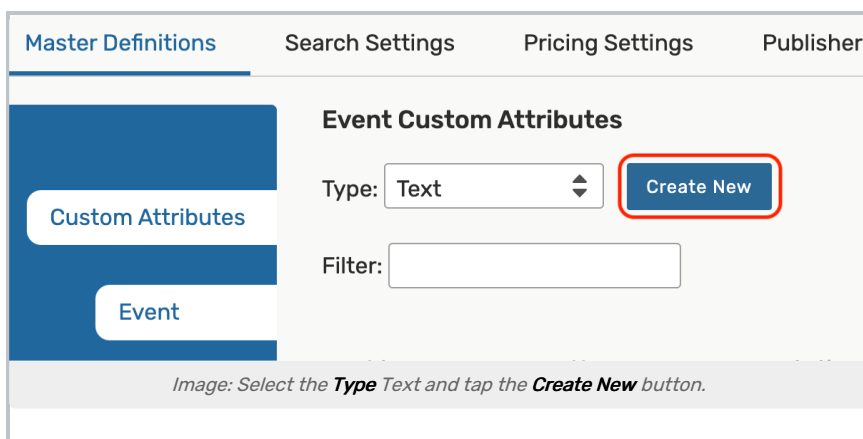 Master Definitions Search Settings Pricing Settings Publisher
Event Custom Attributes
Type: Text Create New
Custom Attributes
Filter:
Event
Image: Select the Type Text and tap the Create New button.